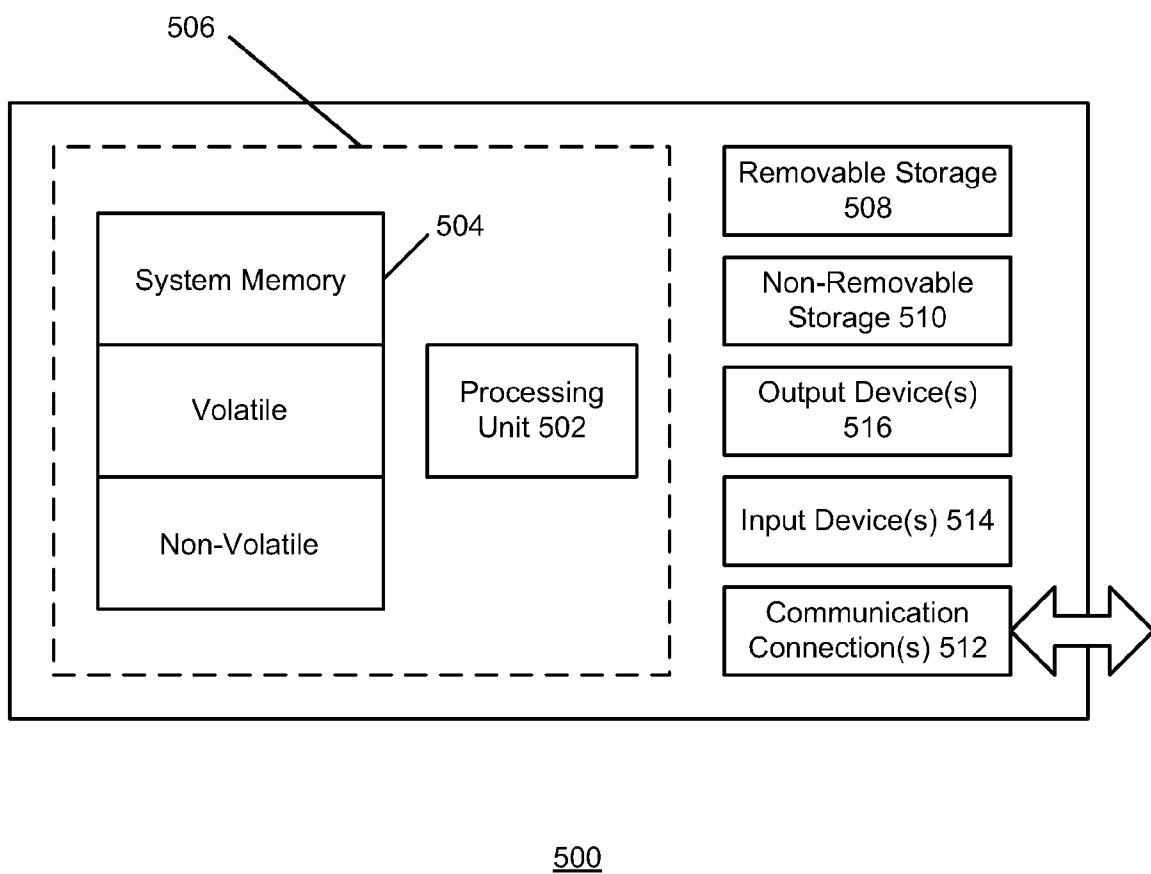 506
504
System Memory
Volatile
Non-Volatile
Processing
Unit 502
Removable Storage
508
Non-Removable
Storage 510
Output Device(s)
516
Input Device(s) 514
Communication
Connection(s) 512
500